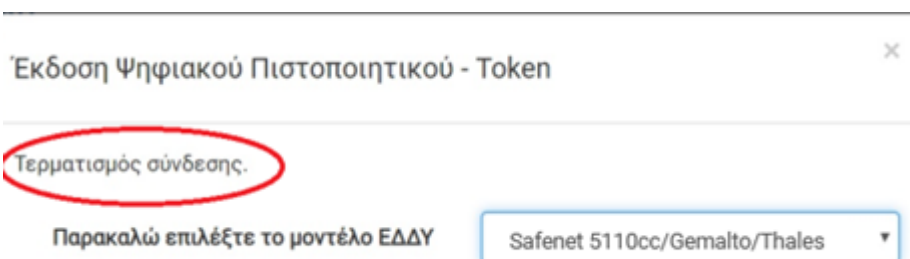 Έκδοση Ψηφιακού Πιστοποιητικού - Token
×
Τερματισμός σύνδεσης.
Παρακαλώ επιλέξτε το μοντέλο ΕΔΔΥ
Safenet 5110cc/Gemalto/Thales